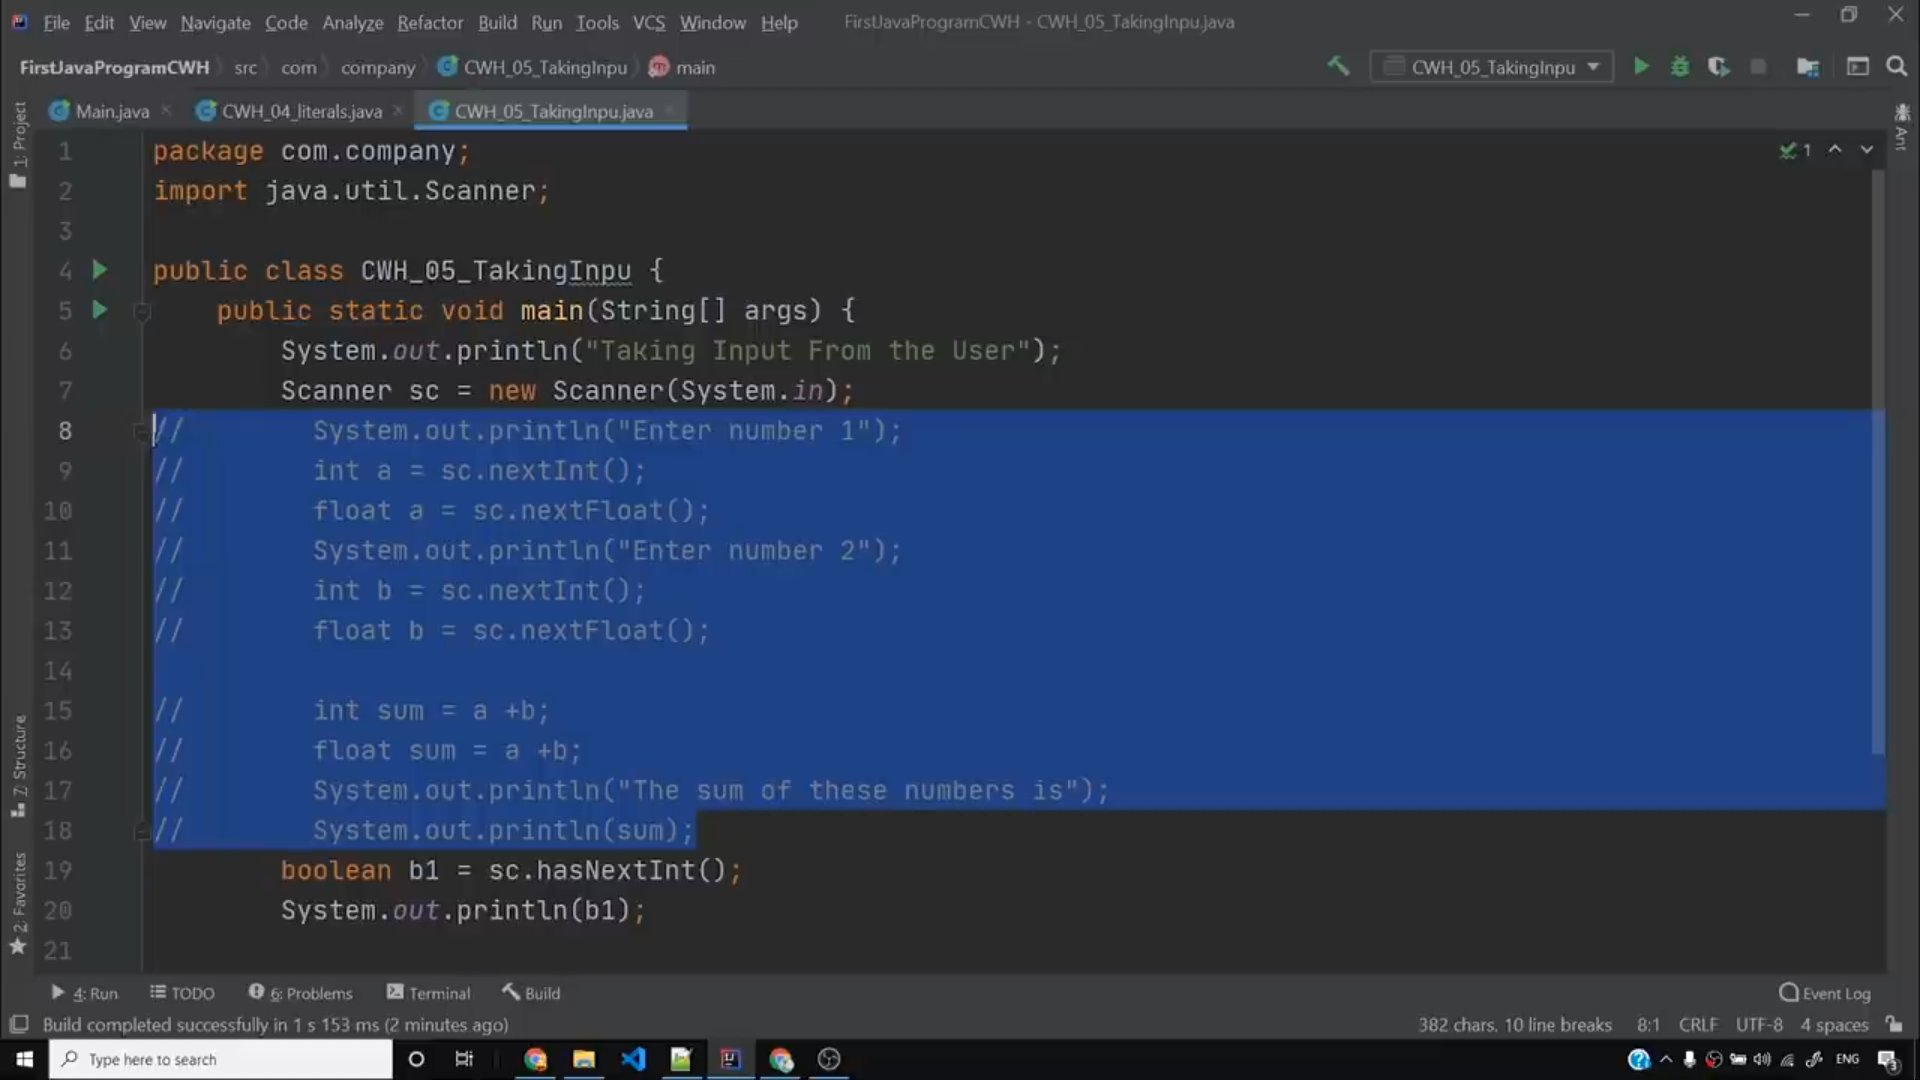 File Edit View Navigate Code Analyze Refactor Build Run Tools VCS Window Help FirstJavaProgramCWH - CWH_05_TakingInpu.java
FirstJavaProgramCWH src com company CWH_05_TakingInpu main CWH_05_TakingInpu
Main.java CWH_04_literals.java CWH_05_TakingInpu.java
1: Project
Ant
1 package com.company;
1
2 import java.util.Scanner;
3
4 public class CWH_05_TakingInpu {
5 public static void main(String[] args) {
6 System.out.println("Taking Input From the User");
7 Scanner sc = new Scanner(System.in);
8 // System.out.println("Enter number 1");
9 // int a = sc.nextInt();
10 // float a = sc.nextFloat();
11 // System.out.println("Enter number 2");
12 // int b = sc.nextInt();
13 // float b = sc.nextFloat();
14
15 // int sum = a +b;
16 // float sum = a +b;
17 // System.out.println("The sum of these numbers is");
18 // System.out.println(sum);
19 boolean b1 = sc.hasNextInt();
20 System.out.println(b1);
21
7: Structure
2: Favorites
4: Run TODO 6: Problems Terminal Build Event Log
Build completed successfully in 1 s 153 ms (2 minutes ago) 382 chars, 10 line breaks 8:1 CRLF UTF-8 4 spaces
Type here to search ENG 3